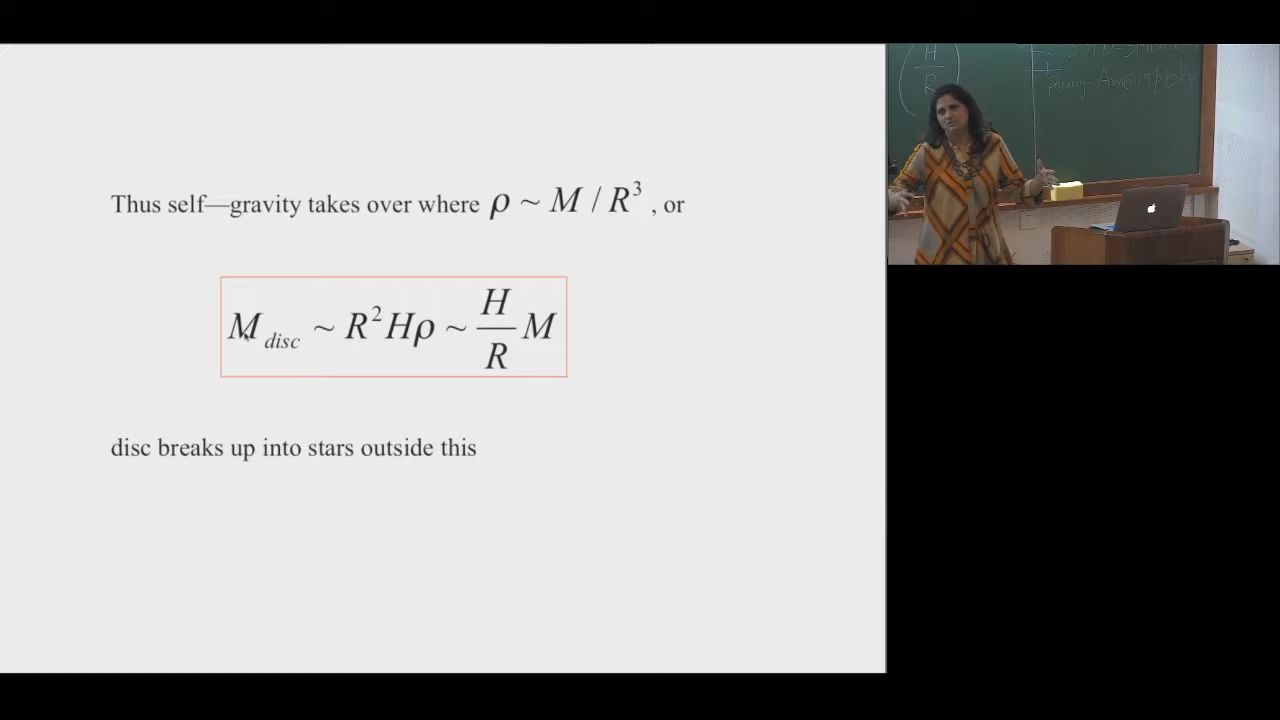 Thus self—gravity takes over where ρ ~ M / R³ , or
M_disc ~ R²Hρ ~ H/R M
disc breaks up into stars outside this
H
R